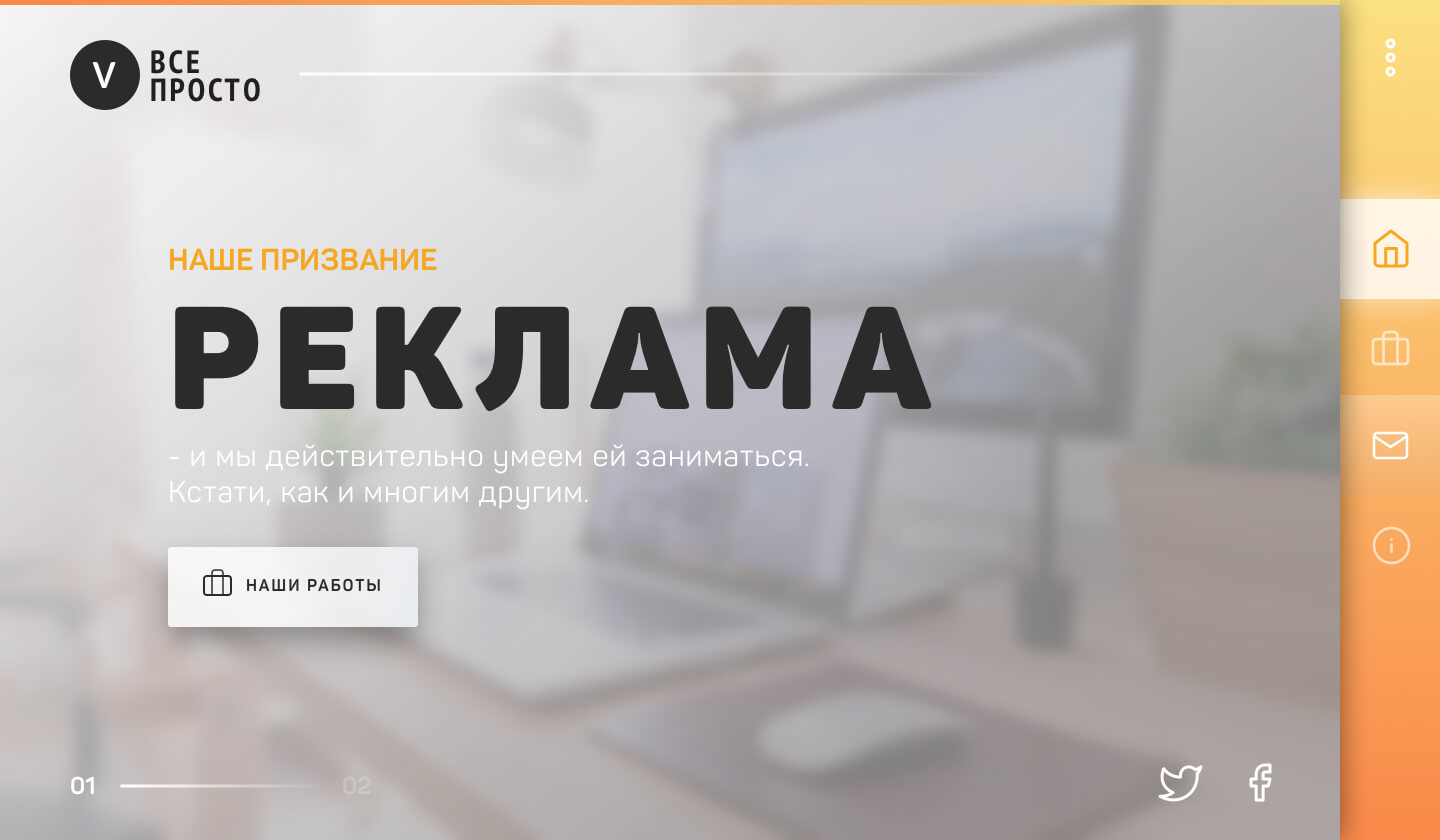 V
ВСЕ
ПРОСТО
НАШЕ ПРИЗВАНИЕ
РЕКЛАМА
- и мы действительно умеем ей заниматься.
Кстати, как и многим другим.
НАШИ РАБОТЫ
01
02